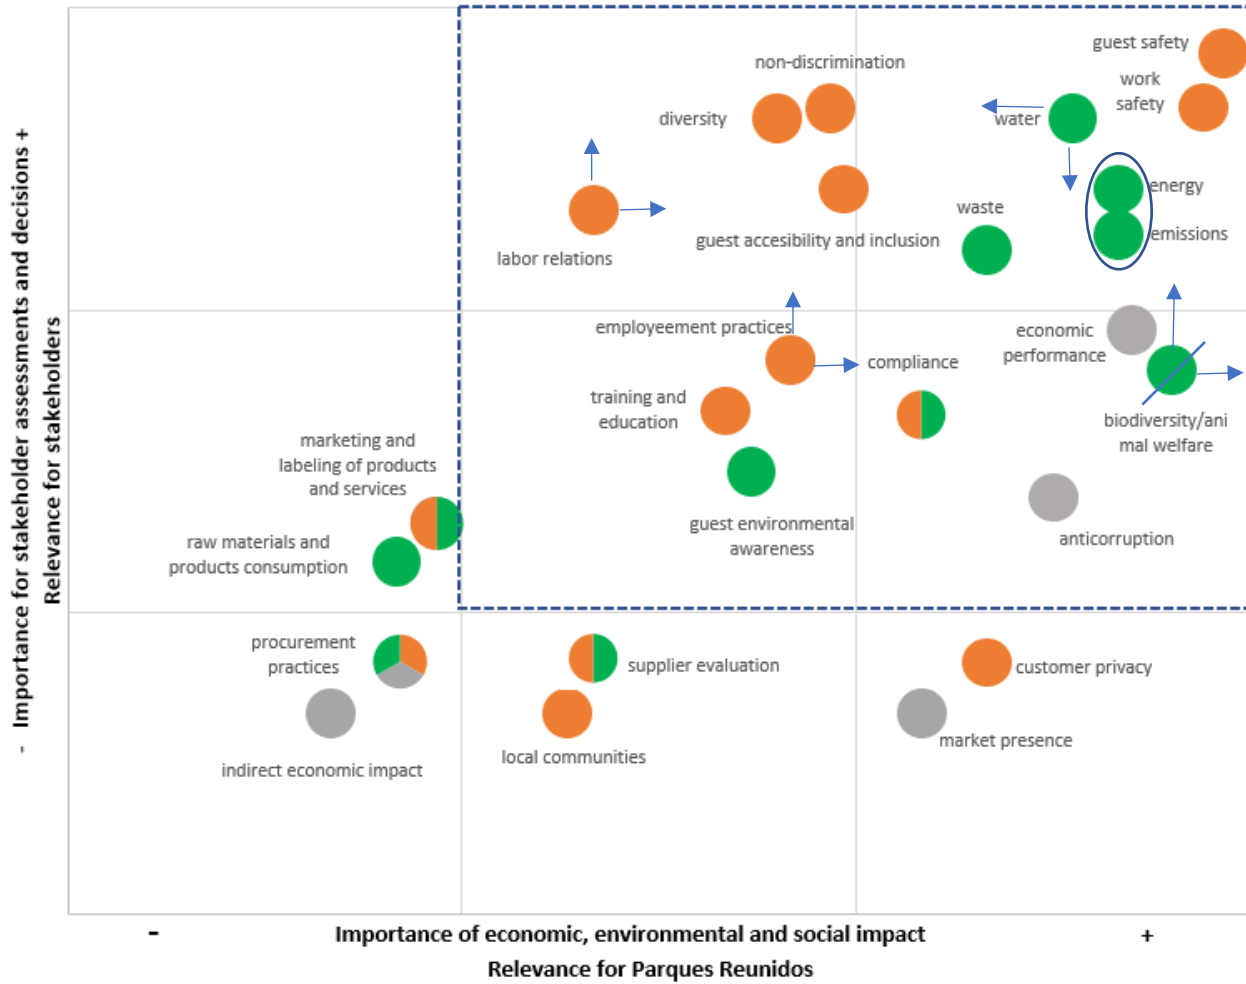 guest safety
non-discrimination
work
safety
diversity
water
energy
waste
emissions
guest accesibility and inclusion
labor relations
employeement practices
economic
performance
compliance
training and
education
biodiversity/ani
mal welfare
marketing and
labeling of products
and services
guest environmental
awareness
anticorruption
raw materials and
products consumption
procurement
practices
supplier evaluation
customer privacy
market presence
local communities
indirect economic impact
- Importance for stakeholder assessments and decisions +
Relevance for stakeholders
- Importance of economic, environmental and social impact +
Relevance for Parques Reunidos